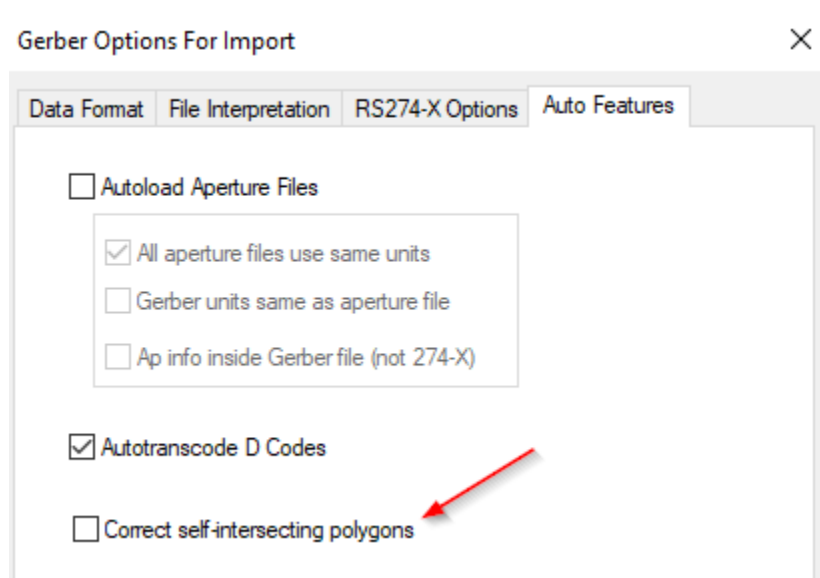 Gerber Options For Import
Data Format File Interpretation RS274-X Options Auto Features
Autoload Aperture Files
All aperture files use same units
Gerber units same as aperture file
Ap info inside Gerber file (not 274-X)
Autotranscode D Codes
Correct self-intersecting polygons